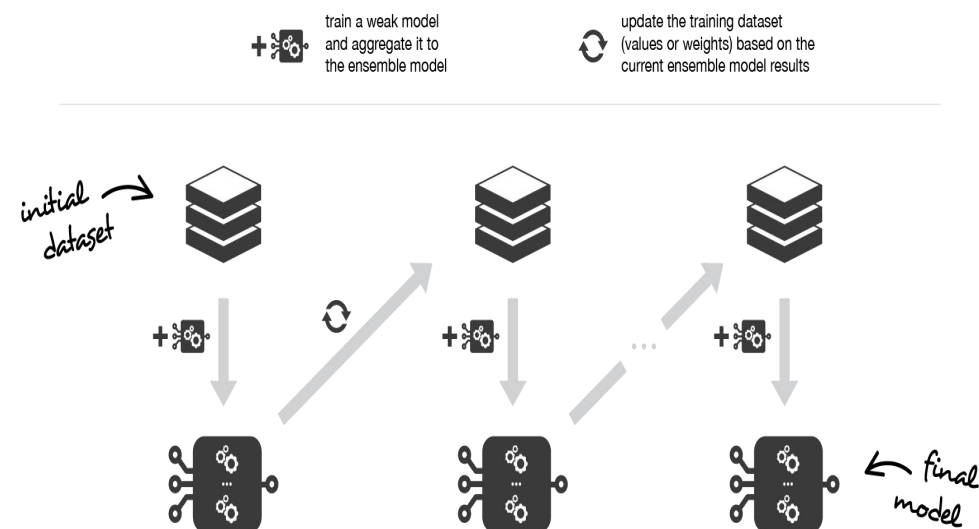 train a weak model
and aggregate it to
the ensemble model
update the training dataset
(values or weights) based on the
current ensemble model results
initial
dataset
final
model